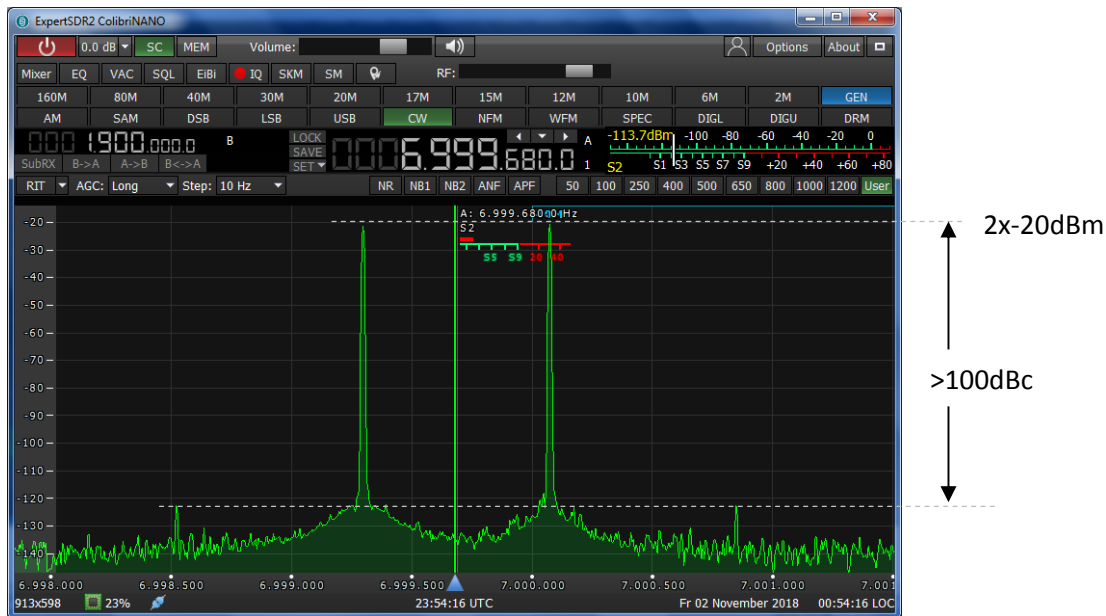 ExpertSDR2 ColibriNANO
0.0 dB SC MEM Volume: Options About
Mixer EQ VAC SQL EiBi IQ SKM SM RF:
160M 80M 40M 30M 20M 17M 15M 12M 10M 6M 2M GEN
AM SAM DSB LSB USB CW NFM WFM SPEC DIGL DIGU DRM
000 1.900.000.0 B LOCK SAVE SET 0006.999.680.0 A 1 -113.7dBm -100 -80 -60 -40 -20 0
SubRX B->A A->B B<->A S2 S1 S3 S5 S7 S9 +20 +40 +60 +80
RIT AGC: Long Step: 10 Hz NR NB1 NB2 ANF APF 50 100 250 400 500 650 800 1000 1200 User
A: 6.999.680.0 Hz
S2
S5 S9 20 40
-20
-30
-40
-50
-60
-70
-80
-90
-100
-110
-120
-130
-140
2x-20dBm
>100dBc
6.998.000 6.998.500 6.999.000 6.999.500 7.000.000 7.000.500 7.001.000 7.001
913x598 23% 23:54:16 UTC Fr 02 November 2018 00:54:16 LOC